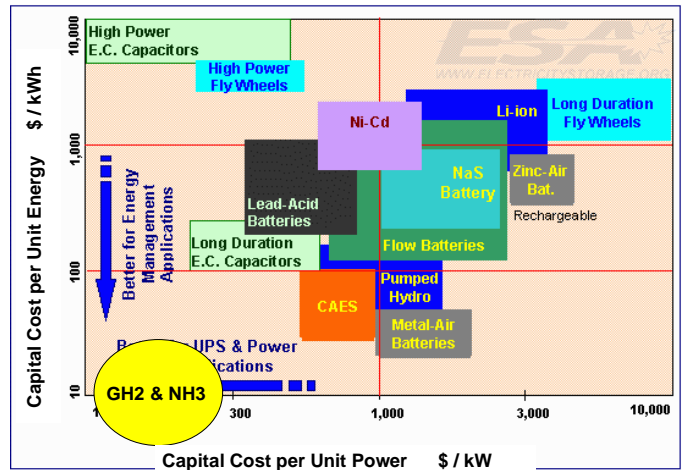 10,000
High Power
E.C. Capacitors
ESA
WWW.ELECTRICITYSTORAGE.ORG
High Power
Fly Wheels
Ni-Cd
Li-ion
Long Duration
Fly Wheels
1,000
NaS
Battery
Zinc-Air
Bat.
Rechargeable
Lead-Acid
Batteries
Flow Batteries
Long Duration
E.C. Capacitors
Better for Energy
Management
Applications
100
CAES
Pumped
Hydro
Metal-Air
Batteries
UPS & Power
GH2 & NH3
10
300
1,000
3,000
10,000
Capital Cost per Unit Energy $ / kWh
Capital Cost per Unit Power $ / kW